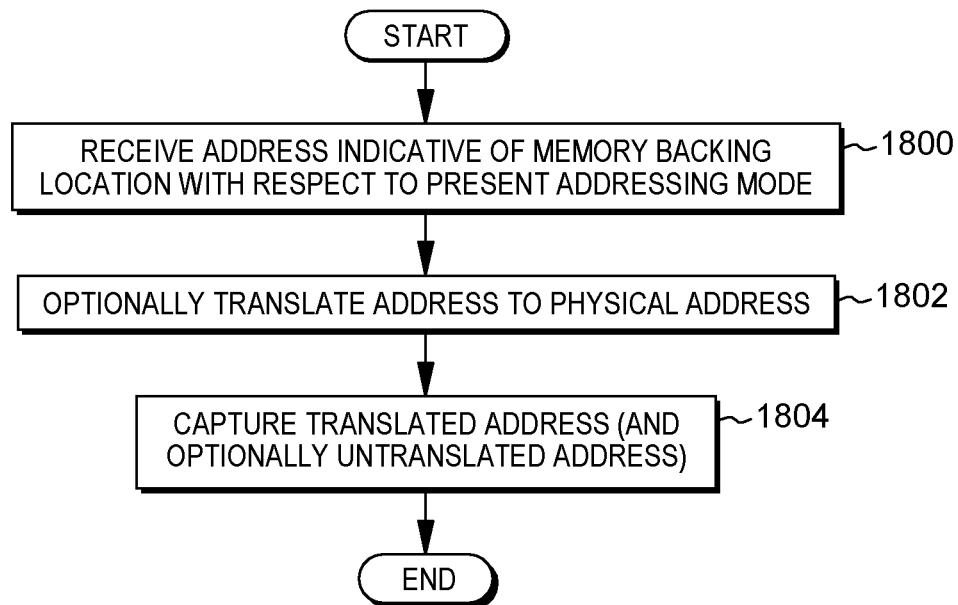 START
RECEIVE ADDRESS INDICATIVE OF MEMORY BACKING
LOCATION WITH RESPECT TO PRESENT ADDRESSING MODE
1800
OPTIONALLY TRANSLATE ADDRESS TO PHYSICAL ADDRESS
1802
CAPTURE TRANSLATED ADDRESS (AND
OPTIONALLY UNTRANSLATED ADDRESS)
1804
END